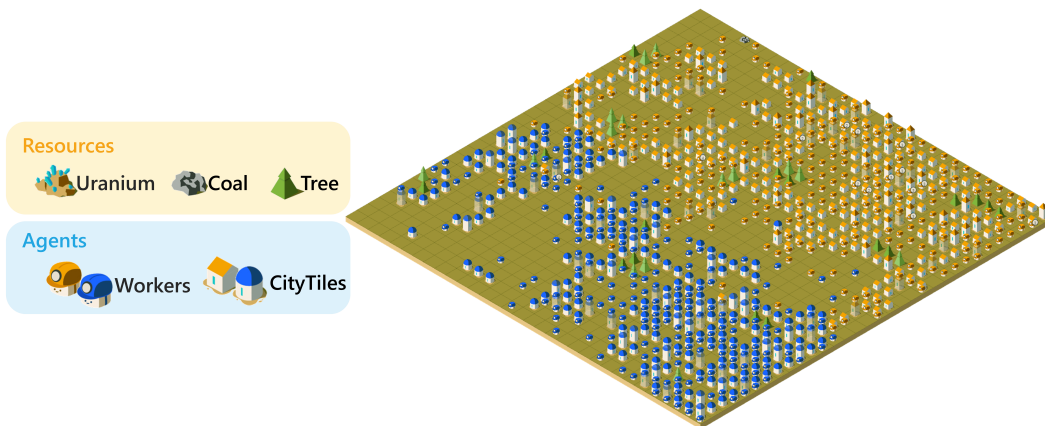 Resources
Uranium
Coal
Tree
Agents
Workers
CityTiles